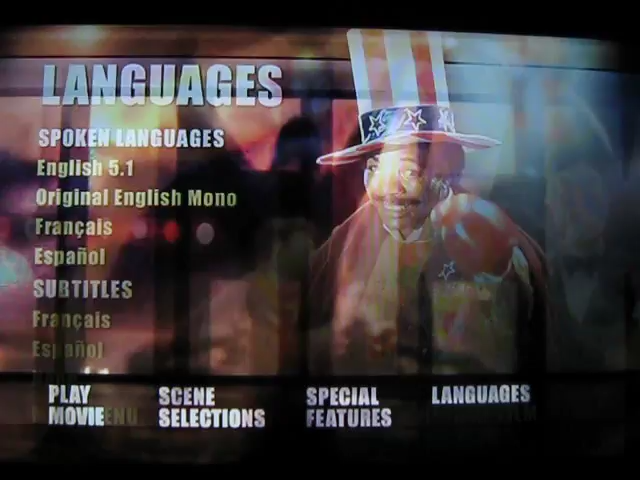 LANGUAGES
SPOKEN LANGUAGES
English 5.1
Original English Mono
Français
Español
SUBTITLES
Français
Español
PLAY MOVIE
SCENE SELECTIONS
SPECIAL FEATURES
LANGUAGES